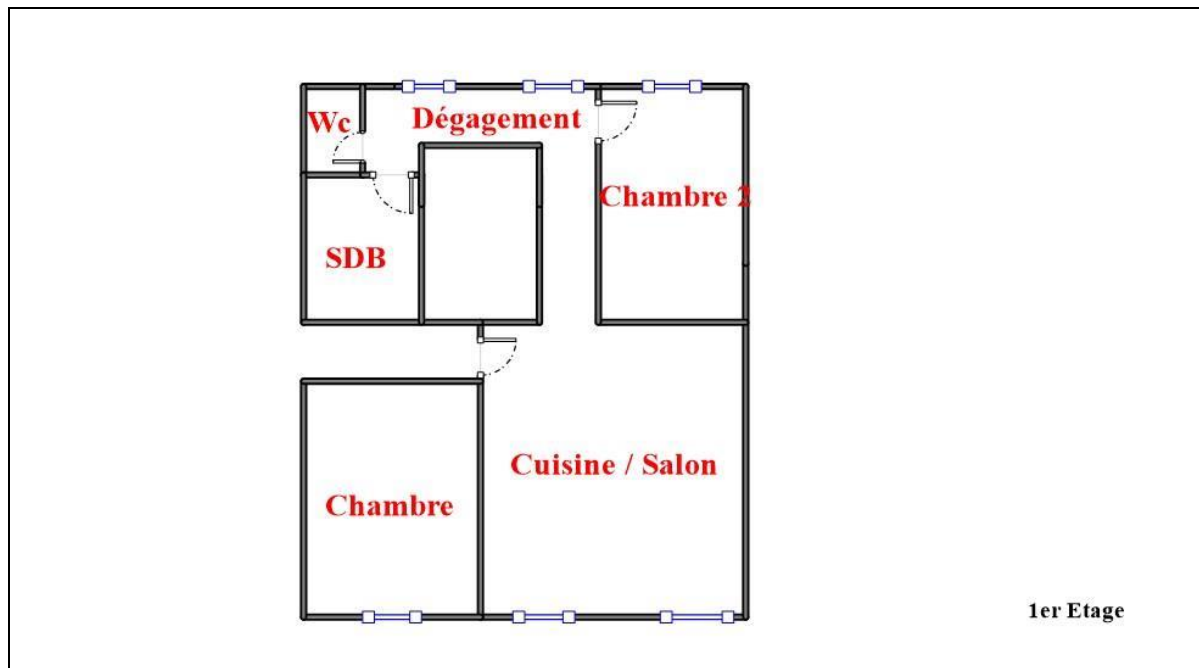 Wc
Dégagement
Chambre 2
SDB
Cuisine / Salon
Chambre
1er Etage